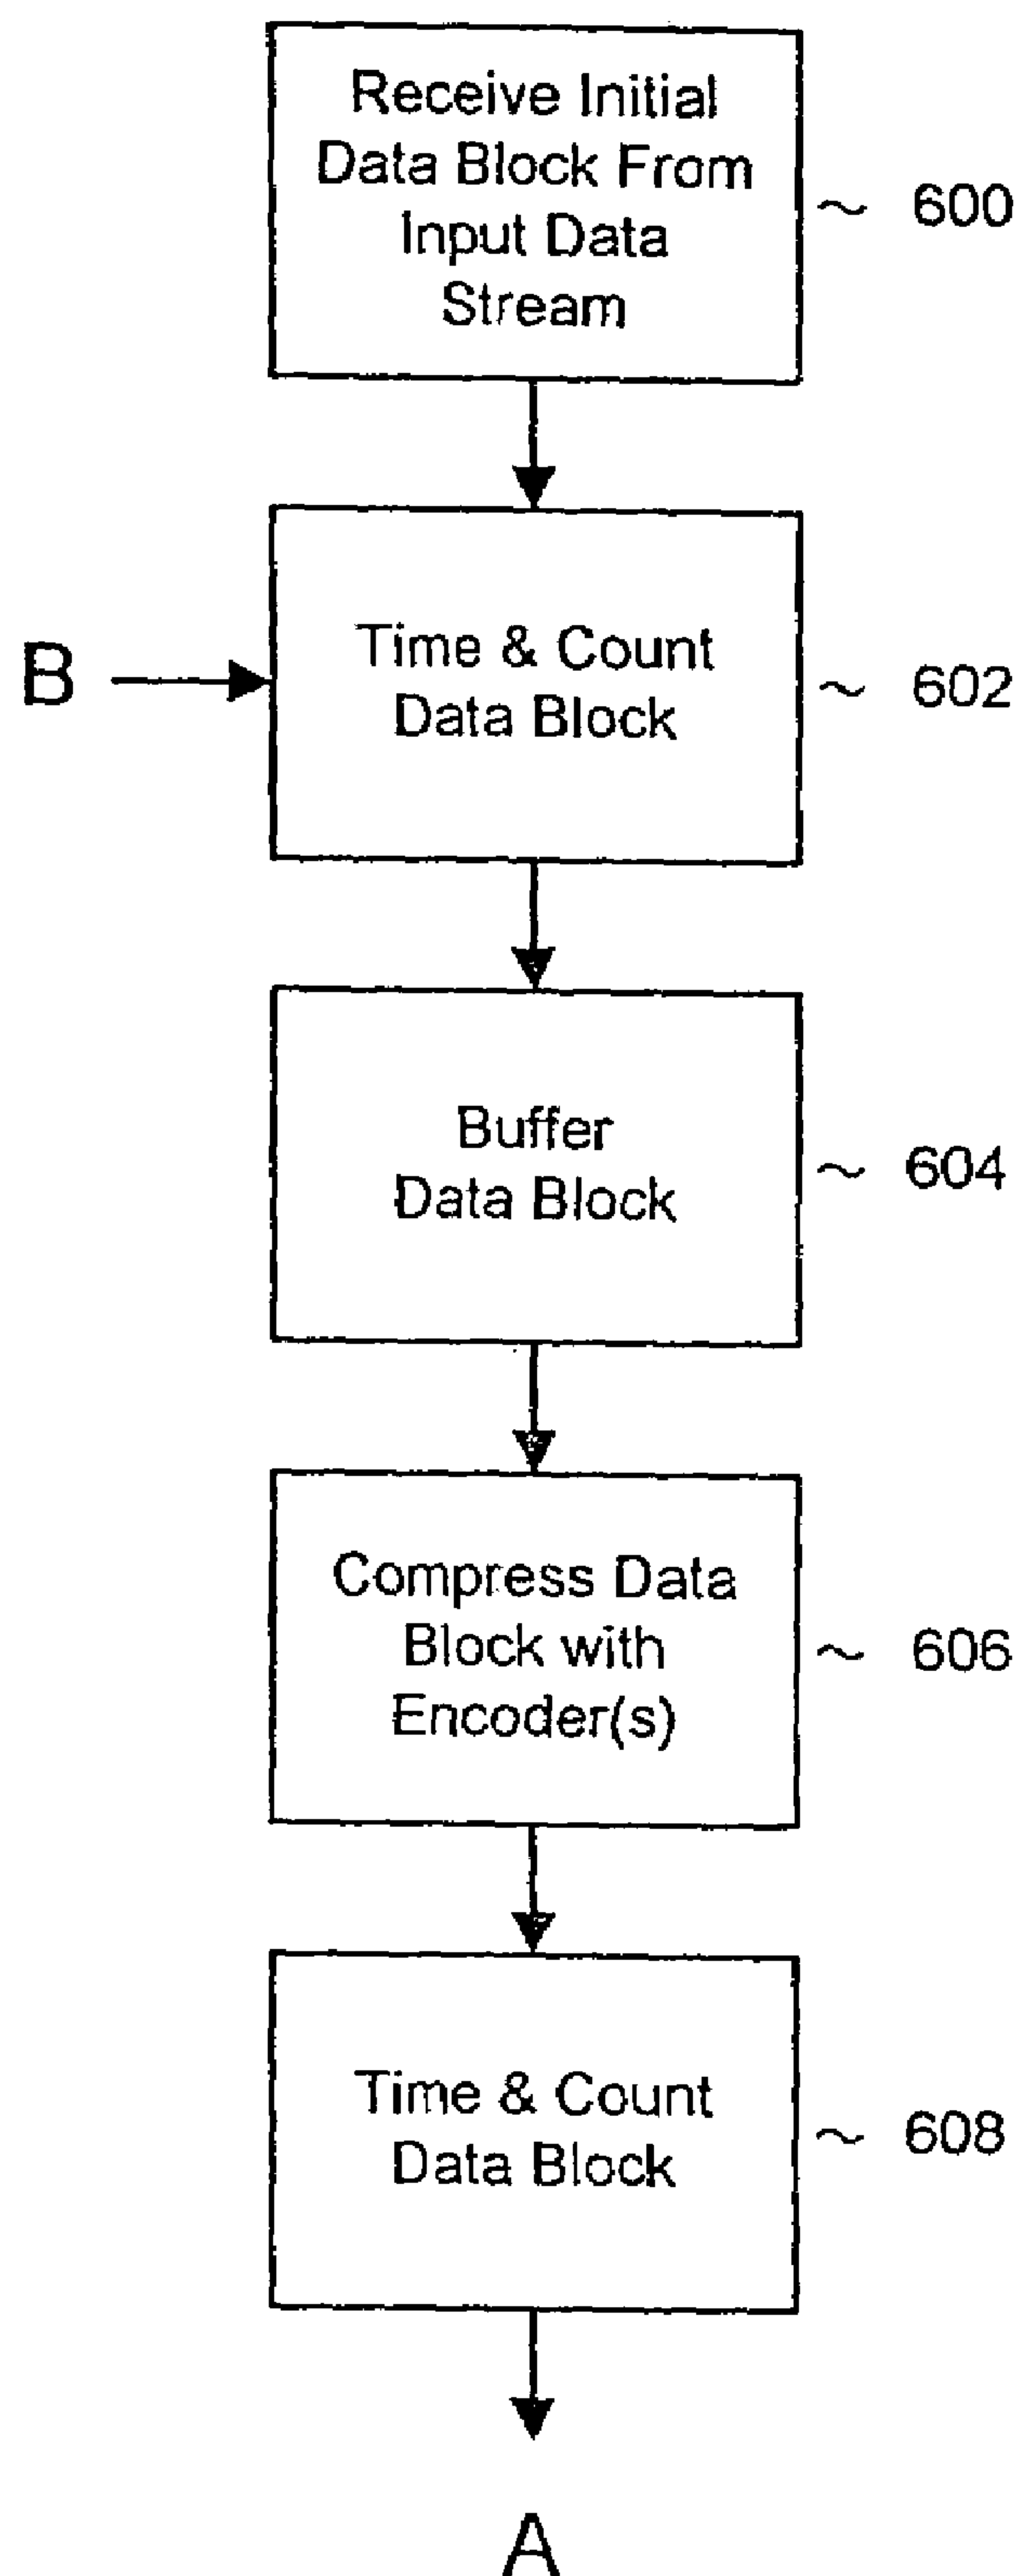 Receive Initial
Data Block From
Input Data
Stream
~ 600
B
Time & Count
Data Block
~ 602
Buffer
Data Block
~ 604
Compress Data
Block with
Encoder(s)
~ 606
Time & Count
Data Block
~ 608
A